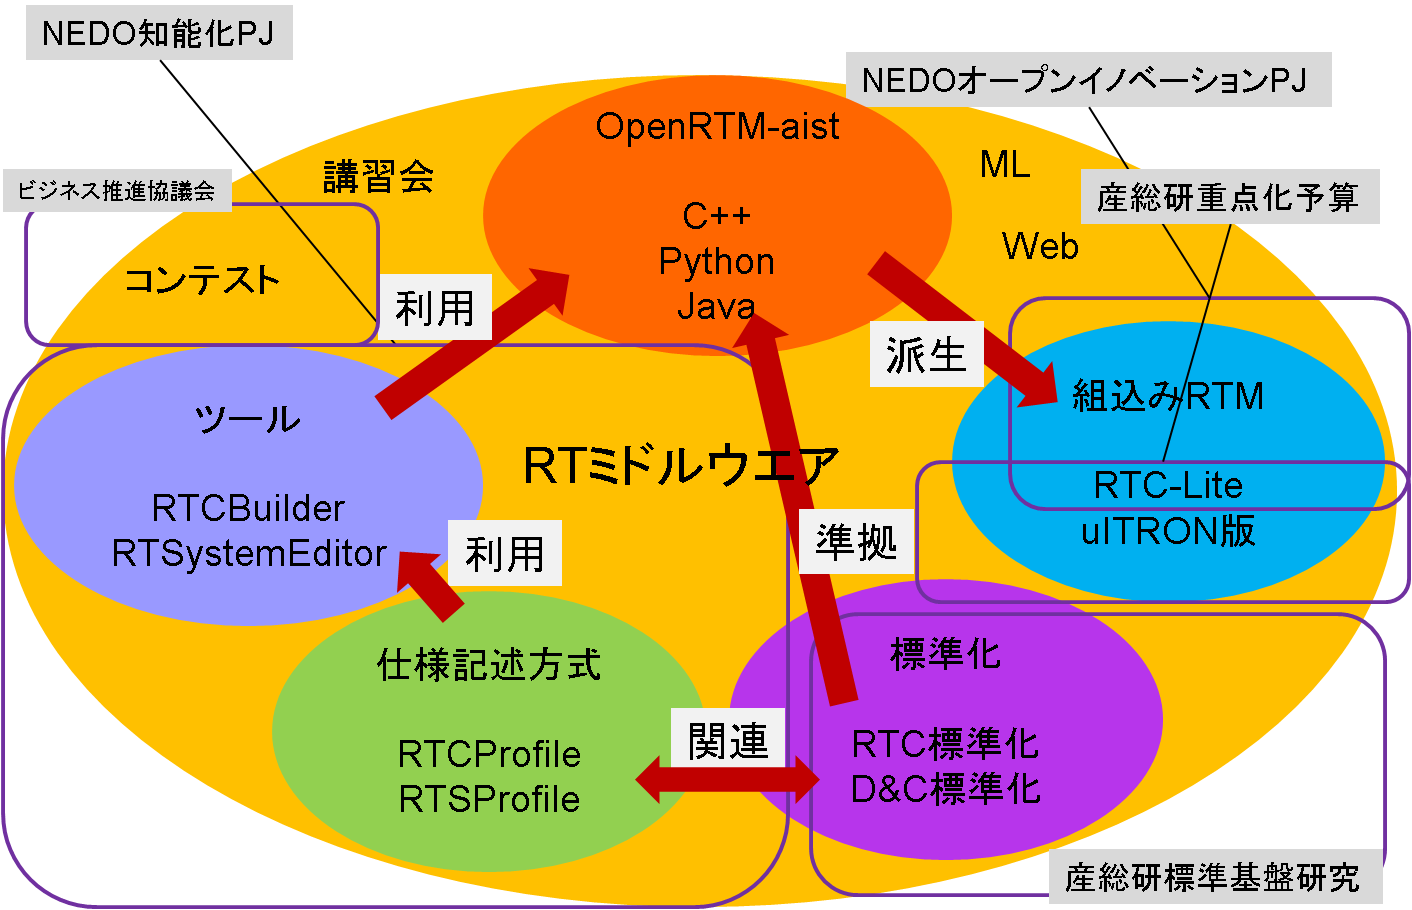 NEDO知能化PJ
NEDOオープンイノベーションPJ
OpenRTM-aist
C++
Python
Java
講習会
ML
Web
ビジネス推進協議会
産総研重点化予算
コンテスト
利用
派生
ツール
RTCBuilder
RTSystemEditor
RTミドルウエア
組込みRTM
RTC-Lite
uITRON版
利用
準拠
仕様記述方式
RTCProfile
RTSProfile
関連
標準化
RTC標準化
D&C標準化
産総研標準基盤研究